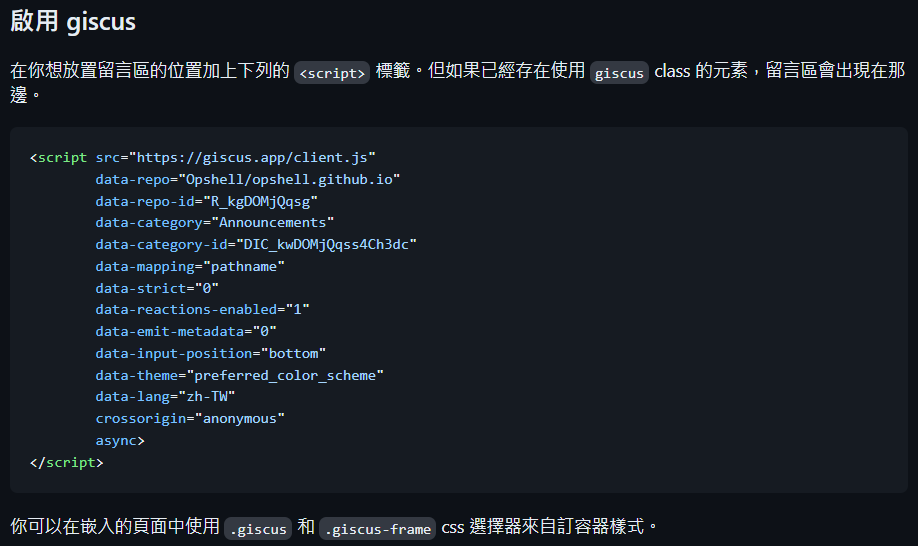 啟用 giscus
在你想放置留言區的位置加上下列的 <script> 標籤。但如果已經存在使用 giscus class 的元素，留言區會出現在那
邊。
<script src="https://giscus.app/client.js"
data-repo="Opshell/opshell.github.io"
data-repo-id="R_kgDOMjQqsg"
data-category="Announcements"
data-category-id="DIC_kwDOMjQqss4Ch3dc"
data-mapping="pathname"
data-strict="0"
data-reactions-enabled="1"
data-emit-metadata="0"
data-input-position="bottom"
data-theme="preferred_color_scheme"
data-lang="zh-TW"
crossorigin="anonymous"
async>
</script>
你可以在嵌入的頁面中使用 .giscus 和 .giscus-frame css 選擇器來自訂容器樣式。